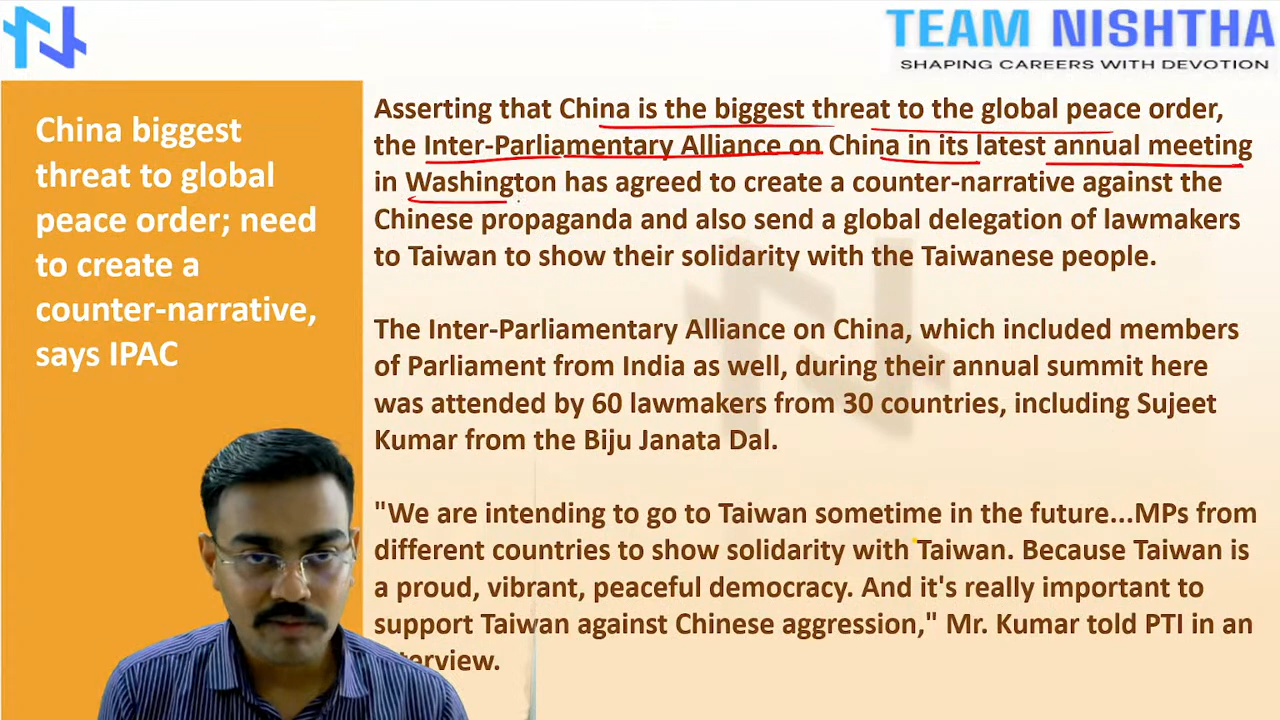 TEAM NISHTHA
SHAPING CAREERS WITH DEVOTION
China biggest
threat to global
peace order; need
to create a
counter-narrative,
says IPAC
Asserting that China is the biggest threat to the global peace order,
the Inter-Parliamentary Alliance on China in its latest annual meeting
in Washington has agreed to create a counter-narrative against the
Chinese propaganda and also send a global delegation of lawmakers
to Taiwan to show their solidarity with the Taiwanese people.
The Inter-Parliamentary Alliance on China, which included members
of Parliament from India as well, during their annual summit here
was attended by 60 lawmakers from 30 countries, including Sujeet
Kumar from the Biju Janata Dal.
"We are intending to go to Taiwan sometime in the future...MPs from
different countries to show solidarity with Taiwan. Because Taiwan is
a proud, vibrant, peaceful democracy. And it's really important to
support Taiwan against Chinese aggression," Mr. Kumar told PTI in an
terview.